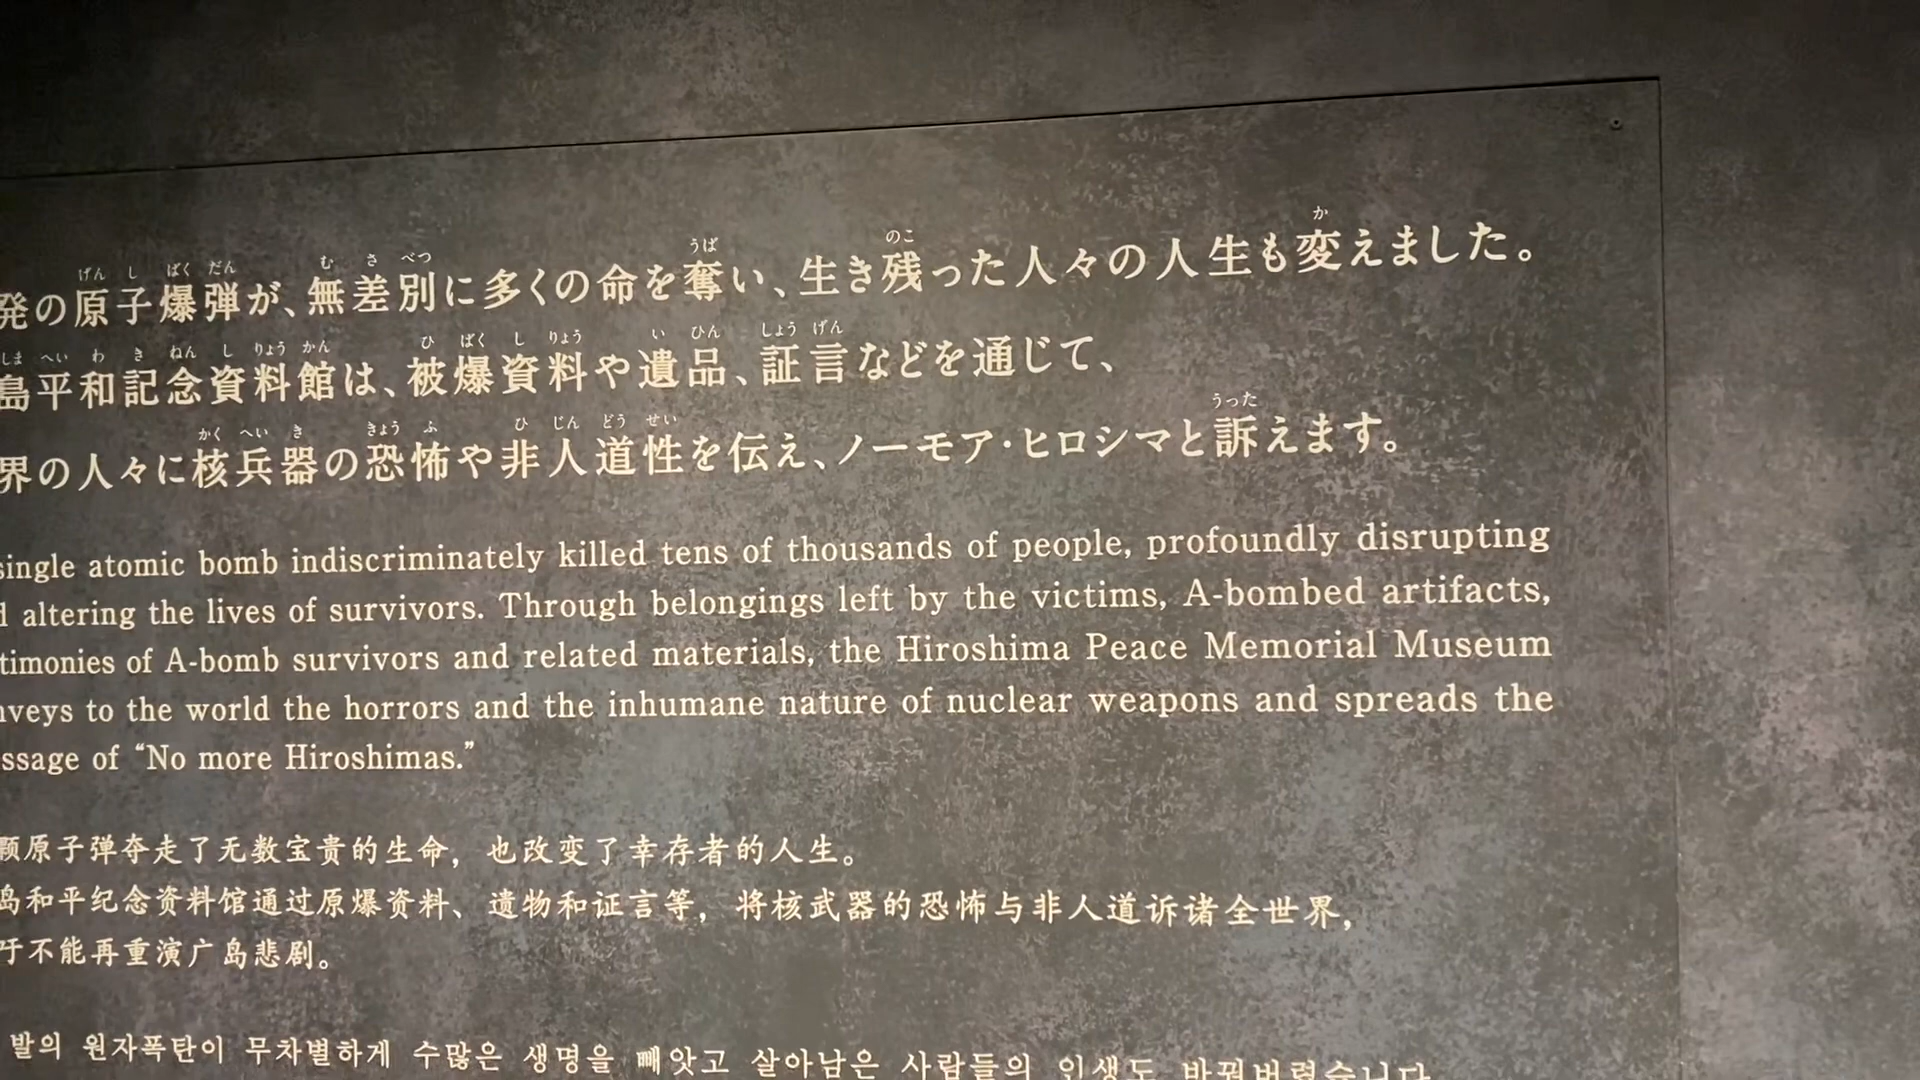 発の原子爆弾が、無差別に多くの命を奪い、生き残った人々の人生も変えました。
島平和記念資料館は、被爆資料や遺品、証言などを通じて、
界の人々に核兵器の恐怖や非人道性を伝え、ノーモア・ヒロシマと訴えます。
single atomic bomb indiscriminately killed tens of thousands of people, profoundly disrupting
altering the lives of survivors. Through belongings left by the victims, A-bombed artifacts,
timonies of A-bomb survivors and related materials, the Hiroshima Peace Memorial Museum
nveys to the world the horrors and the inhumane nature of nuclear weapons and spreads the
ssage of “No more Hiroshimas.”
颗原子弹夺走了无数宝贵的生命，也改变了幸存者的人生。
岛和平纪念资料馆通过原爆资料、遗物和证言等，将核武器的恐怖与非人道诉诸全世界，
吁不能再重演广岛悲剧。
발의 원자폭탄이 무차별하게 수많은 생명을 빼앗고 살아남은 사람들의 인생도 바꿔버렸습니다